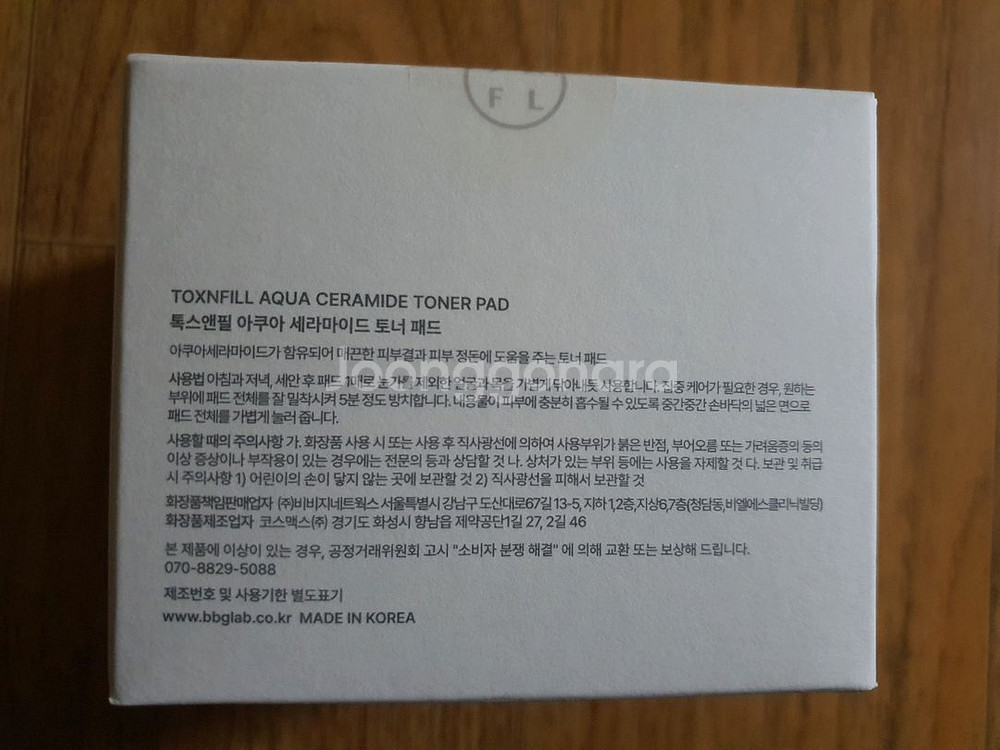 F L
TOXNFILL AQUA CERAMIDE TONER PAD
톡스앤필 아쿠아 세라마이드 토너 패드
아쿠아세라마이드가 함유되어 매끈한 피부결과 피부 정돈에 도움을 주는 토너 패드
joonggonara
사용법 아침과 저녁, 세안 후 패드 1매로 눈가를 제외한 얼굴과 목을 가볍게 닦아내듯 사용합니다. 집중 케어가 필요한 경우, 원하는
부위에 패드 전체를 잘 밀착시켜 5분 정도 방치합니다. 내용물이 피부에 충분히 흡수될 수 있도록 중간중간 손바닥의 넓은 면으로
패드 전체를 가볍게 눌러 줍니다.
사용할 때의 주의사항 가. 화장품 사용 시 또는 사용 후 직사광선에 의하여 사용부위가 붉은 반점, 부어오름 또는 가려움증의 등의
이상 증상이나 부작용이 있는 경우에는 전문의 등과 상담할 것 나. 상처가 있는 부위 등에는 사용을 자제할 것 다. 보관 및 취급
시 주의사항 1) 어린이의 손이 닿지 않는 곳에 보관할 것 2) 직사광선을 피해서 보관할 것
화장품책임판매업자 (주)비비지네트웍스 서울특별시 강남구 도산대로67길 13-5, 지하 1,2층,지상6,7층(청담동,비엘에스클리닉빌딩)
화장품제조업자 코스맥스(주) 경기도 화성시 향남읍 제약공단1길 27, 2길 46
본 제품에 이상이 있는 경우, 공정거래위원회 고시 "소비자 분쟁 해결" 에 의해 교환 또는 보상해 드립니다.
070-8829-5088
제조번호 및 사용기한 별도표기
www.bbglab.co.kr MADE IN KOREA